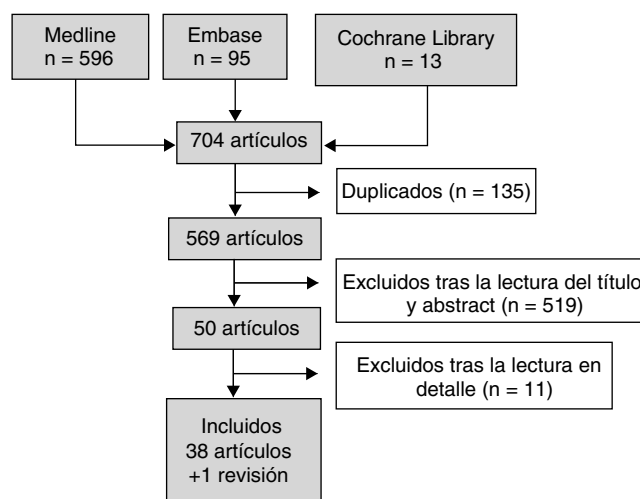 Medline
n = 596
Embase
n = 95
Cochrane Library
n = 13
704 artículos
Duplicados (n = 135)
569 artículos
Excluidos tras la lectura del título
y abstract (n = 519)
50 artículos
Excluidos tras la lectura en
detalle (n = 11)
Incluidos
38 artículos
+1 revisión